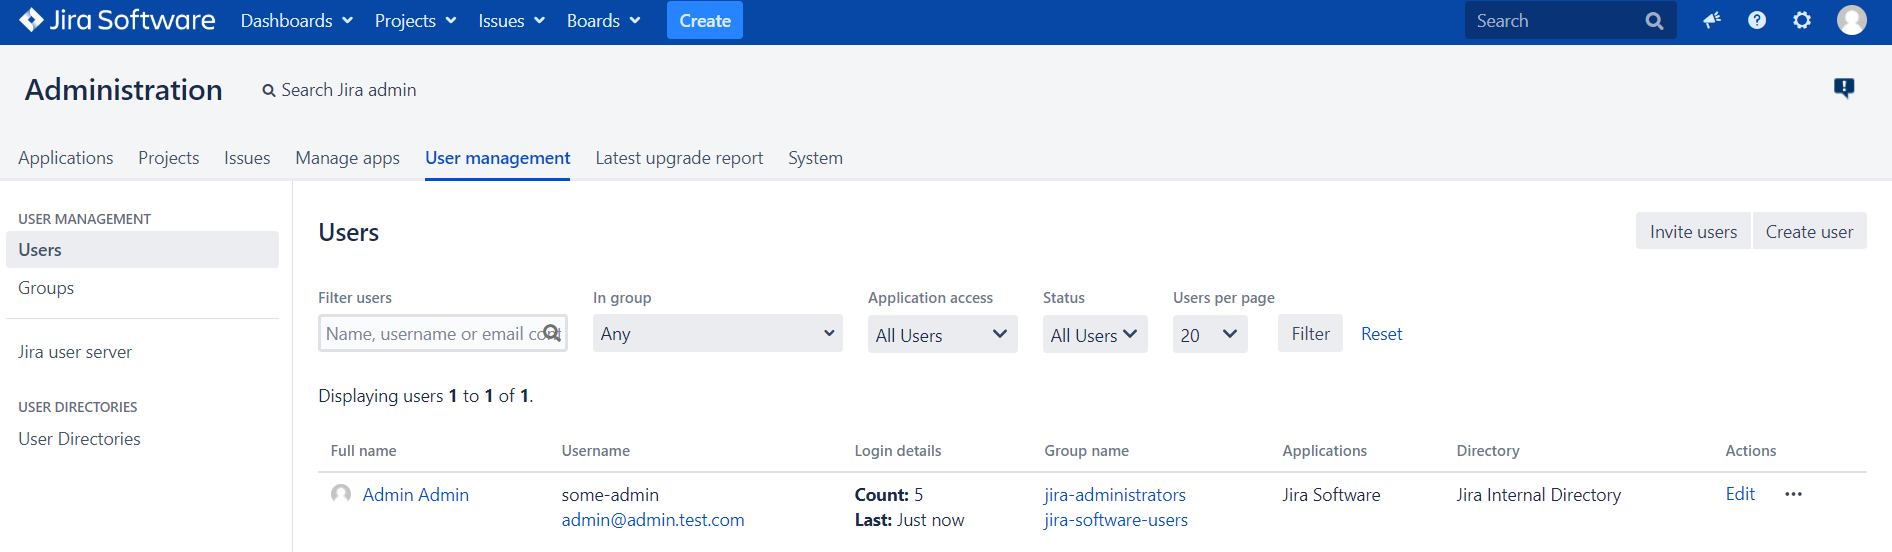 Jira Software Dashboards Projects Issues Boards Create Search
Administration Search Jira admin
Applications Projects Issues Manage apps User management Latest upgrade report System
USER MANAGEMENT
Users
Groups
Jira user server
USER DIRECTORIES
User Directories
Users Invite users Create user
Filter users In group Application access Status Users per page
Name, username or email cont Any All Users All Users 20 Filter Reset
Displaying users 1 to 1 of 1.
Full name Username Login details Group name Applications Directory Actions
Admin Admin some-admin Count: 5 jira-administrators Jira Software Jira Internal Directory Edit ···
admin@admin.test.com Last: Just now jira-software-users